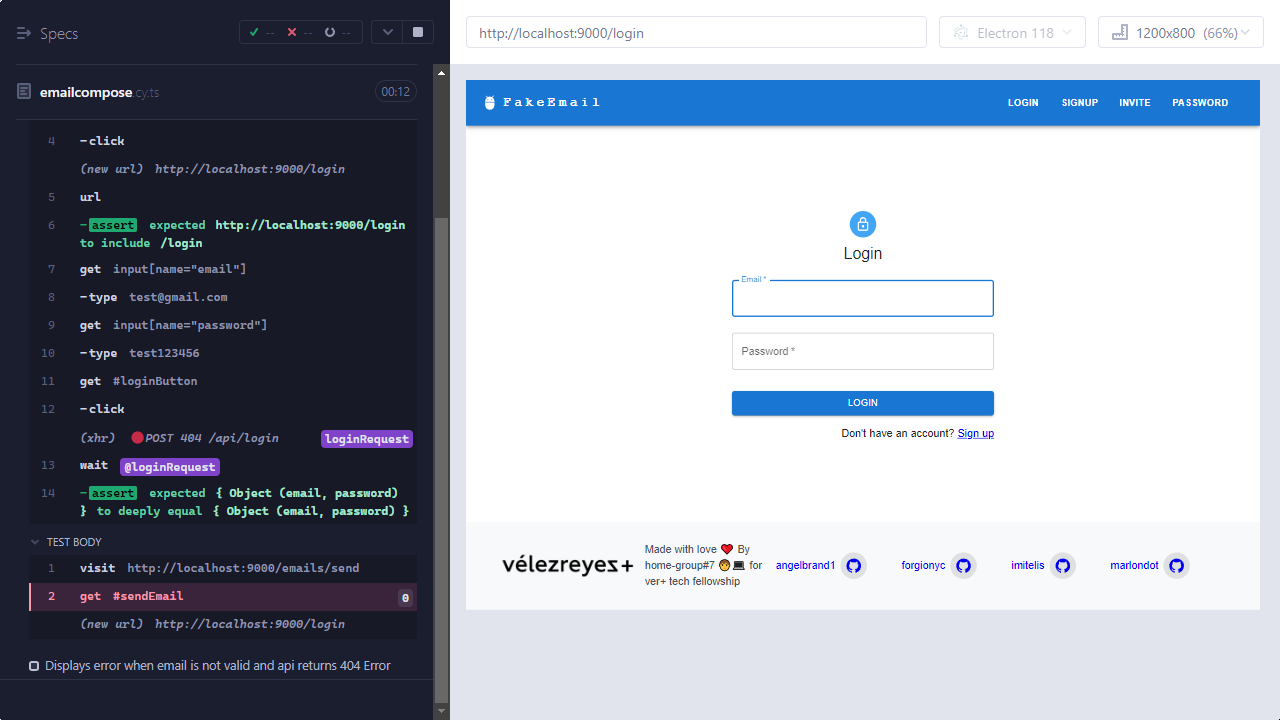 Specs
-- -- --
emailcompose.cy.ts
00:12
4 -click
(new url) http://localhost:9000/login
5 url
6 -assert expected http://localhost:9000/login
to include /login
7 get input[name="email"]
8 -type test@gmail.com
9 get input[name="password"]
10 -type test123456
11 get #loginButton
12 -click
(xhr) POST 404 /api/login loginRequest
13 wait @loginRequest
14 -assert expected { Object (email, password)
} to deeply equal { Object (email, password) }
TEST BODY
1 visit http://localhost:9000/emails/send
2 get #sendEmail 0
(new url) http://localhost:9000/login
Displays error when email is not valid and api returns 404 Error
http://localhost:9000/login
Electron 118
1200x800 (66%)
FakeEmail
LOGIN SIGNUP INVITE PASSWORD
Login
Email *
Password *
LOGIN
Don't have an account? Sign up
vélezreyes+
Made with love ❤️ By
home-group#7 🧑💻 for
ver+ tech fellowship
angelbrand1
forgionyc
imitelis
marlondot